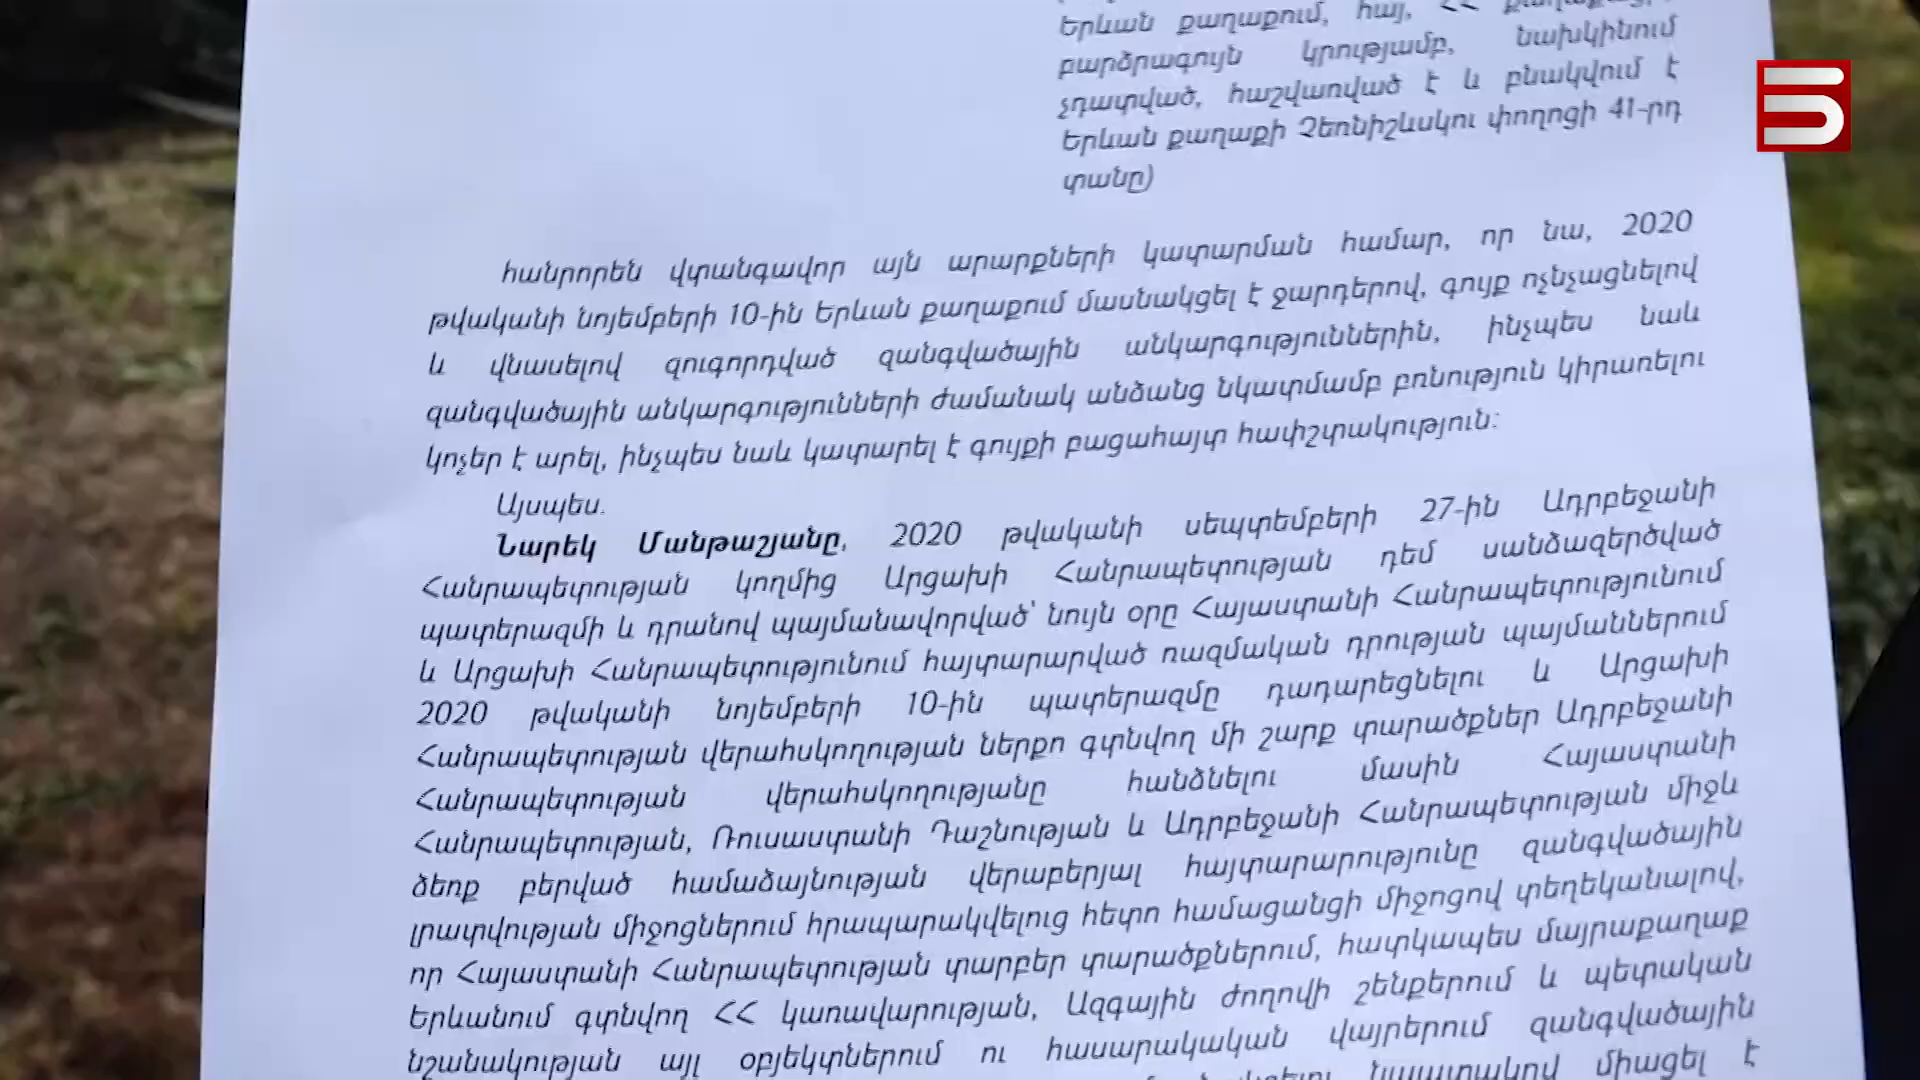 Երևան քաղաքում, հայ, ՀՀ
բարձրագույն կրությամբ, նախկինում
չդատված, հաշվառված է և բնակվում է
Երևան քաղաքի Չեռնիշևսկու փողոցի 41-րդ
տանը)
հանրորեն վտանգավոր այն արարքների կատարման համար, որ նա, 2020
թվականի նոյեմբերի 10-ին Երևան քաղաքում մասնակցել է ջարդերով, գույք ոչնչացնելով
և վնասելով զուգորդված զանգվածային անկարգություններին, ինչպես նաև
զանգվածային անկարգությունների ժամանակ անձանց նկատմամբ բռնություն կիրառելու
կոչեր է արել, ինչպես նաև կատարել է գույքի բացահայտ հափշտակություն:
Այսպես.
Նարեկ Մանթաշյանը, 2020 թվականի սեպտեմբերի 27-ին Ադրբեջանի
Հանրապետության կողմից Արցախի Հանրապետության դեմ սանձազերծված
պատերազմի և դրանով պայմանավորված՝ նույն օրը Հայաստանի Հանրապետությունում
և Արցախի Հանրապետությունում հայտարարված ռազմական դրության պայմաններում
2020 թվականի նոյեմբերի 10-ին պատերազմը դադարեցնելու և Արցախի
Հանրապետության վերահսկողության ներքո գտնվող մի շարք տարածքներ Ադրբեջանի
Հանրապետության վերահսկողությանը հանձնելու մասին Հայաստանի
Հանրապետության, Ռուսաստանի Դաշնության և Ադրբեջանի Հանրապետության միջև
ձեռք բերված համաձայնության վերաբերյալ հայտարարությունը զանգվածային
լրատվության միջոցներում հրապարակվելուց հետո համացանցի միջոցով տեղեկանալով,
որ Հայաստանի Հանրապետության տարբեր տարածքներում, հատկապես մայրաքաղաք
Երևանում գտնվող ՀՀ կառավարության, Ազգային ժողովի շենքերում և պետական
նշանակության այլ օբյեկտներում ու հասարակական վայրերում զանգվածային
նպատակով միացել է
5